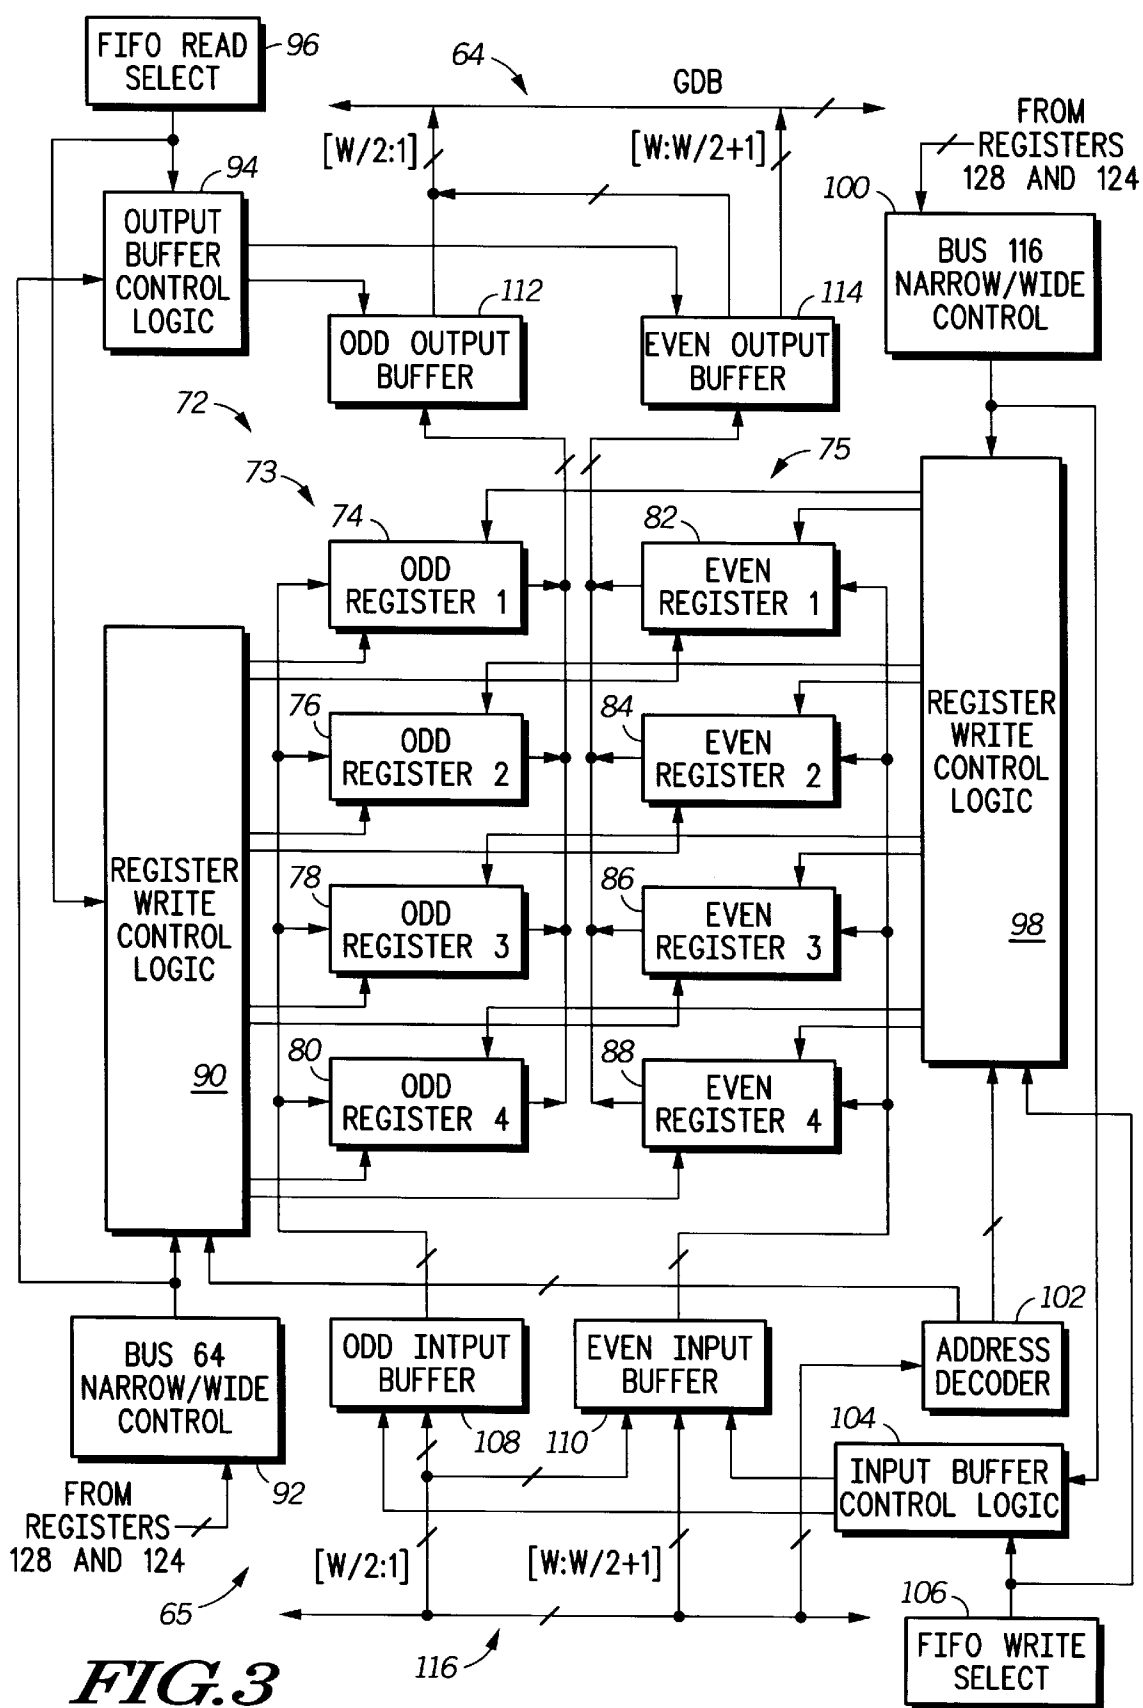 FIFO READ
SELECT
96
64
GDB
[W/2:1]
[W:W/2+1]
FROM
REGISTERS
128 AND 124
94
OUTPUT
BUFFER
CONTROL
LOGIC
100
BUS 116
NARROW/WIDE
CONTROL
112
ODD OUTPUT
BUFFER
114
EVEN OUTPUT
BUFFER
72
73
75
74
ODD
REGISTER 1
82
EVEN
REGISTER 1
76
ODD
REGISTER 2
84
EVEN
REGISTER 2
78
ODD
REGISTER 3
86
EVEN
REGISTER 3
80
ODD
REGISTER 4
88
EVEN
REGISTER 4
REGISTER
WRITE
CONTROL
LOGIC
90
REGISTER
WRITE
CONTROL
LOGIC
98
BUS 64
NARROW/WIDE
CONTROL
92
FROM
REGISTERS
128 AND 124
ODD INTPUT
BUFFER
108
EVEN INPUT
BUFFER
110
102
ADDRESS
DECODER
104
INPUT BUFFER
CONTROL LOGIC
[W/2:1]
[W:W/2+1]
65
116
106
FIFO WRITE
SELECT
FIG.3